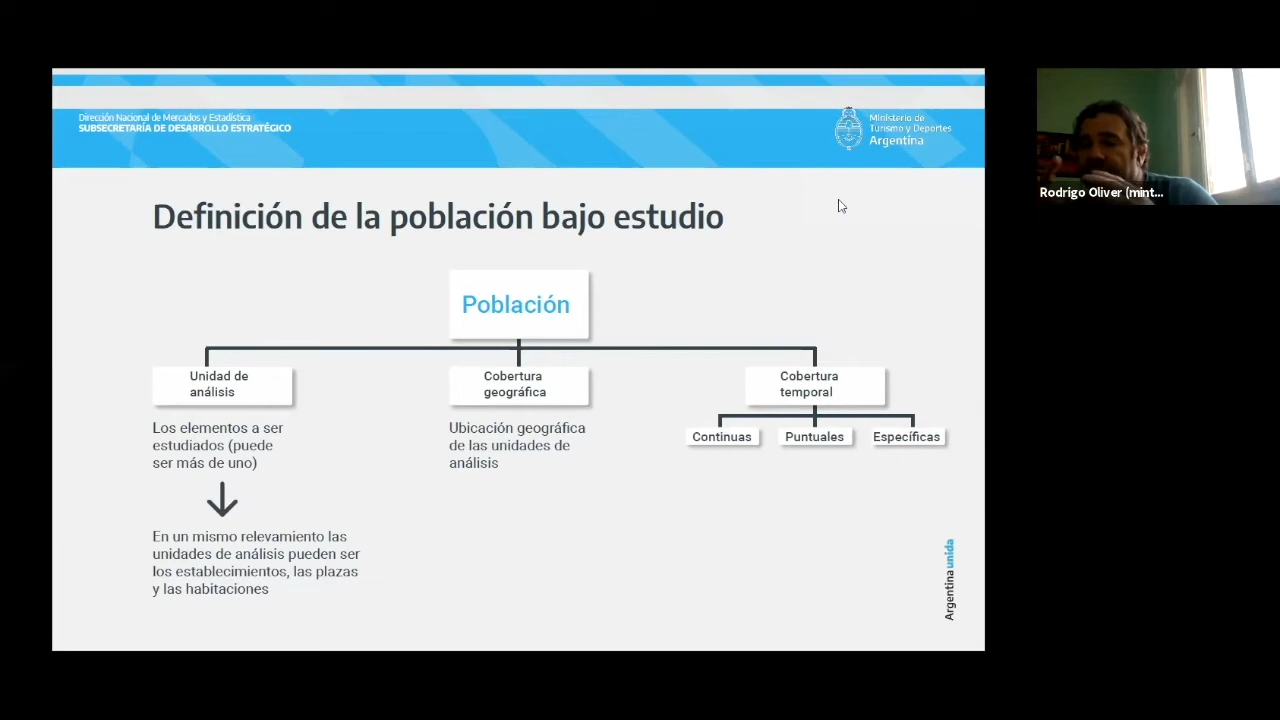 Dirección Nacional de Mercados y Estadística
SUBSECRETARÍA DE DESARROLLO ESTRATÉGICO
Ministerio de
Turismo y Deportes
Argentina
Rodrigo Oliver (mint...
Definición de la población bajo estudio
Población
Unidad de
análisis
Los elementos a ser
estudiados (puede
ser más de uno)
En un mismo relevamiento las
unidades de análisis pueden ser
los establecimientos, las plazas
y las habitaciones
Cobertura
geográfica
Ubicación geográfica
de las unidades de
análisis
Cobertura
temporal
Continuas
Puntuales
Específicas
Argentina unida